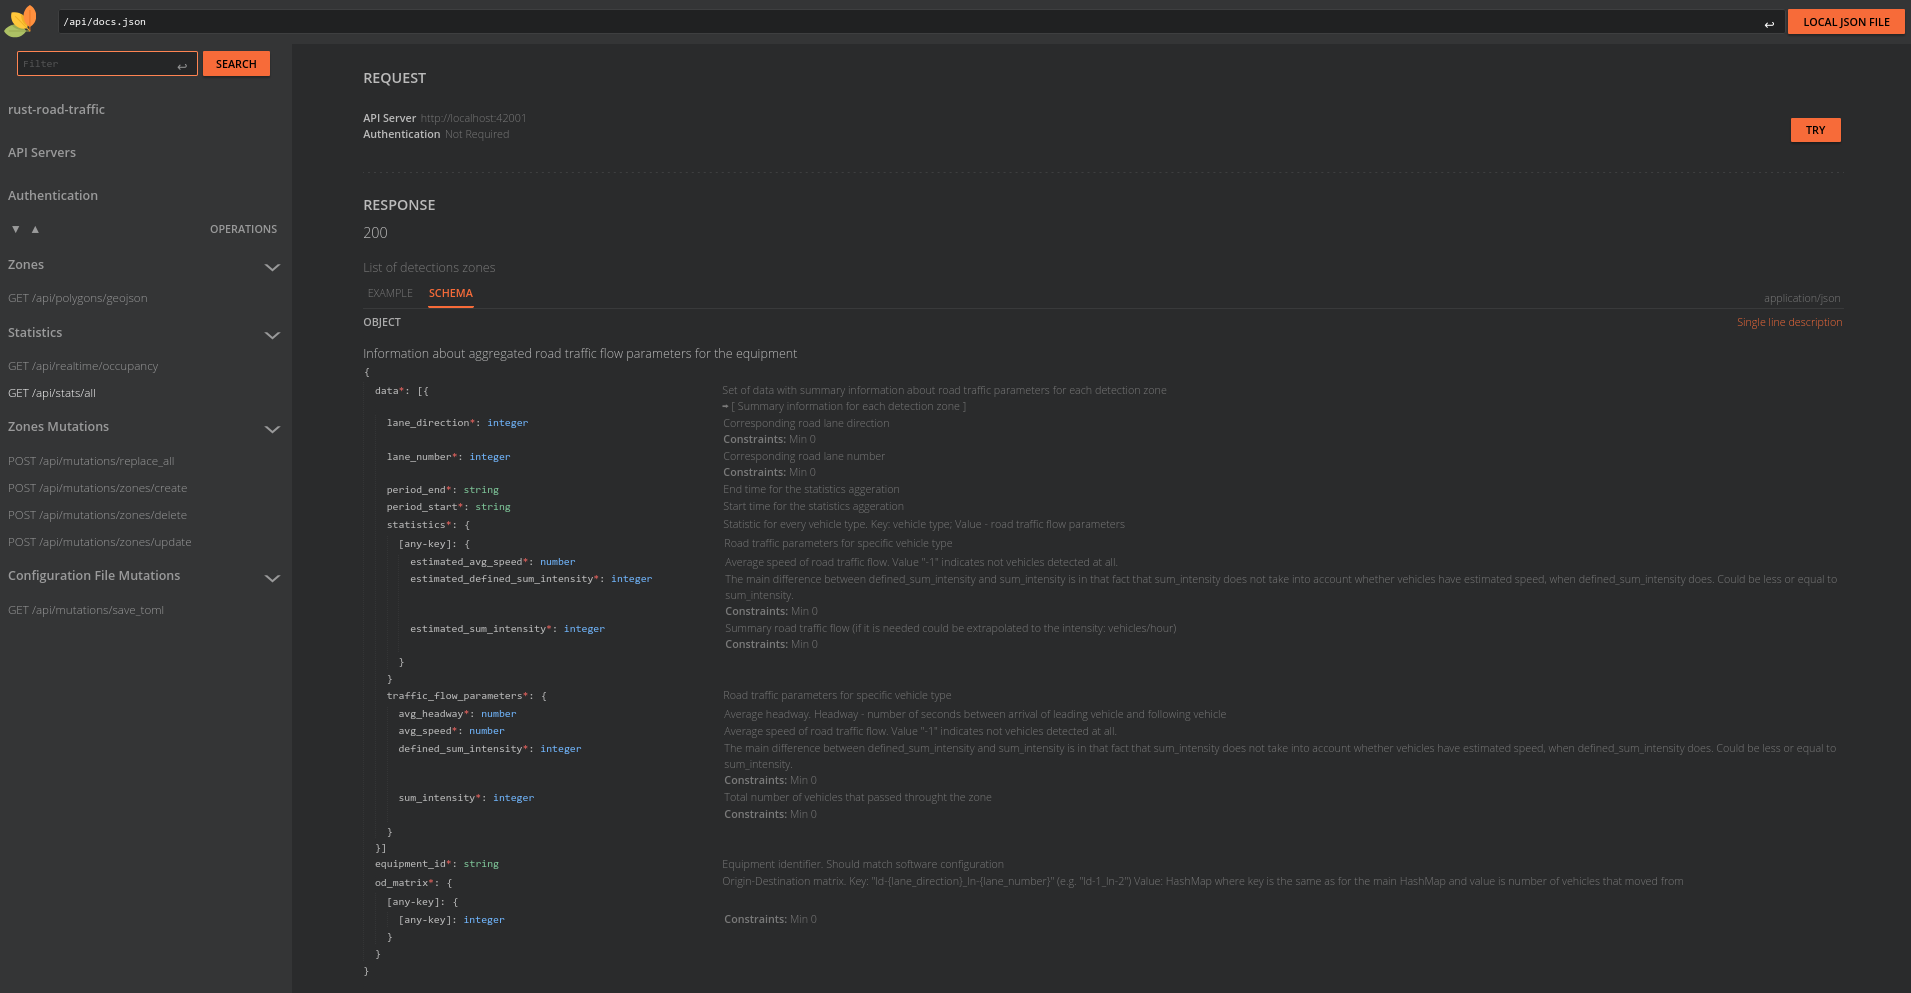 /api/docs.json
LOCAL JSON FILE
Filter
SEARCH
rust-road-traffic
API Servers
Authentication
OPERATIONS
Zones
GET /api/polygons/geojson
Statistics
GET /api/realtime/occupancy
GET /api/stats/all
Zones Mutations
POST /api/mutations/replace_all
POST /api/mutations/zones/create
POST /api/mutations/zones/delete
POST /api/mutations/zones/update
Configuration File Mutations
GET /api/mutations/save_toml
REQUEST
API Server http://localhost:42001
Authentication Not Required
TRY
RESPONSE
200
List of detections zones
EXAMPLE SCHEMA
application/json
OBJECT
Single line description
Information about aggregated road traffic flow parameters for the equipment
{
data*: [{ Set of data with summary information about road traffic parameters for each detection zone
➡ [ Summary information for each detection zone ]
lane_direction*: integer Corresponding road lane direction
Constraints: Min 0
lane_number*: integer Corresponding road lane number
Constraints: Min 0
period_end*: string End time for the statistics aggeration
period_start*: string Start time for the statistics aggeration
statistics*: { Statistic for every vehicle type. Key: vehicle type; Value - road traffic flow parameters
[any-key]: { Road traffic parameters for specific vehicle type
estimated_avg_speed*: number Average speed of road traffic flow. Value "-1" indicates not vehicles detected at all.
estimated_defined_sum_intensity*: integer The main difference between defined_sum_intensity and sum_intensity is in that fact that sum_intensity does not take into account whether vehicles have estimated speed, when defined_sum_intensity does. Could be less or equal to
sum_intensity.
Constraints: Min 0
estimated_sum_intensity*: integer Summary road traffic flow (if it is needed could be extrapolated to the intensity: vehicles/hour)
Constraints: Min 0
}
}
traffic_flow_parameters*: { Road traffic parameters for specific vehicle type
avg_headway*: number Average headway. Headway - number of seconds between arrival of leading vehicle and following vehicle
avg_speed*: number Average speed of road traffic flow. Value "-1" indicates not vehicles detected at all.
defined_sum_intensity*: integer The main difference between defined_sum_intensity and sum_intensity is in that fact that sum_intensity does not take into account whether vehicles have estimated speed, when defined_sum_intensity does. Could be less or equal to
sum_intensity.
Constraints: Min 0
sum_intensity*: integer Total number of vehicles that passed throught the zone
Constraints: Min 0
}
}]
equipment_id*: string Equipment identifier. Should match software configuration
od_matrix*: { Origin-Destination matrix. Key: "ld-{lane_direction}_ln-{lane_number}" (e.g. "ld-1_ln-2") Value: HashMap where key is the same as for the main HashMap and value is number of vehicles that moved from
[any-key]: {
[any-key]: integer Constraints: Min 0
}
}
}